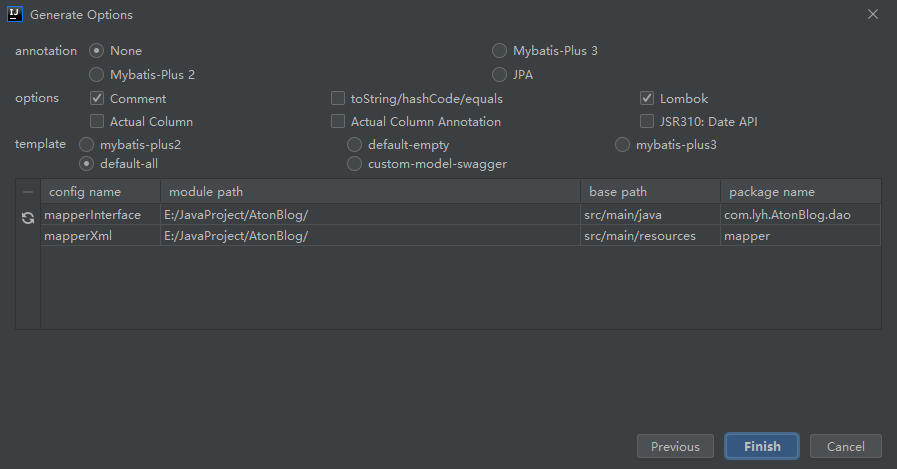 IJ Generate Options
annotation None Mybatis-Plus 3
Mybatis-Plus 2 JPA
options Comment toString/hashCode/equals Lombok
Actual Column Actual Column Annotation JSR310: Date API
template mybatis-plus2 default-empty mybatis-plus3
default-all custom-model-swagger
config name module path base path package name
mapperInterface E:/JavaProject/AtonBlog/ src/main/java com.lyh.AtonBlog.dao
mapperXml E:/JavaProject/AtonBlog/ src/main/resources mapper
Previous Finish Cancel